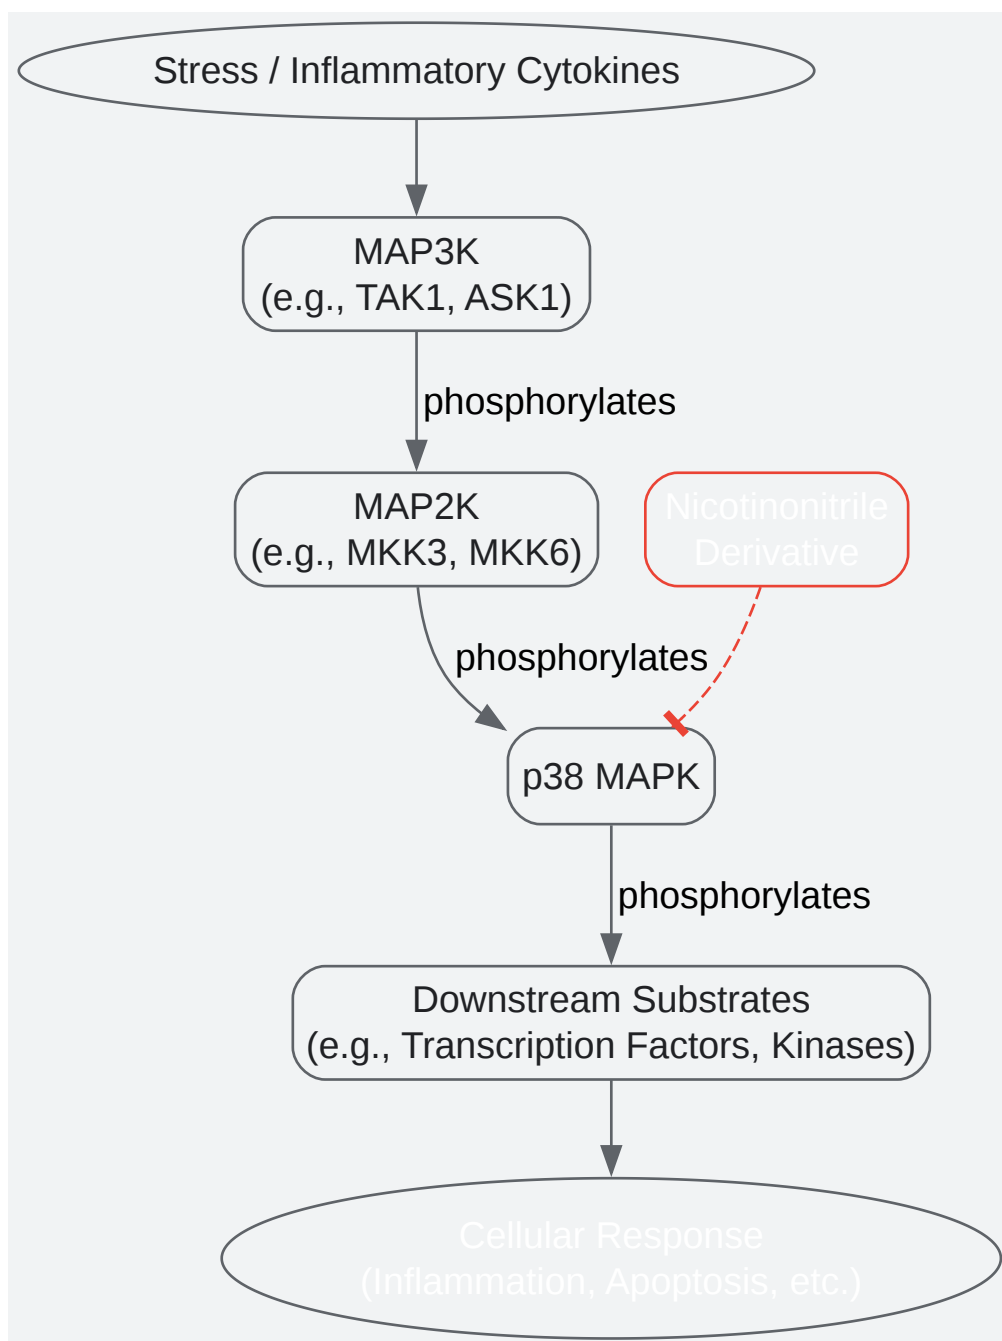 Stress / Inflammatory Cytokines
MAP3K
(e.g., TAK1, ASK1)
phosphorylates
MAP2K
(e.g., MKK3, MKK6)
Nicotinonitrile
Derivative
phosphorylates
p38 MAPK
phosphorylates
Downstream Substrates
(e.g., Transcription Factors, Kinases)
Cellular Response
(Inflammation, Apoptosis, etc.)